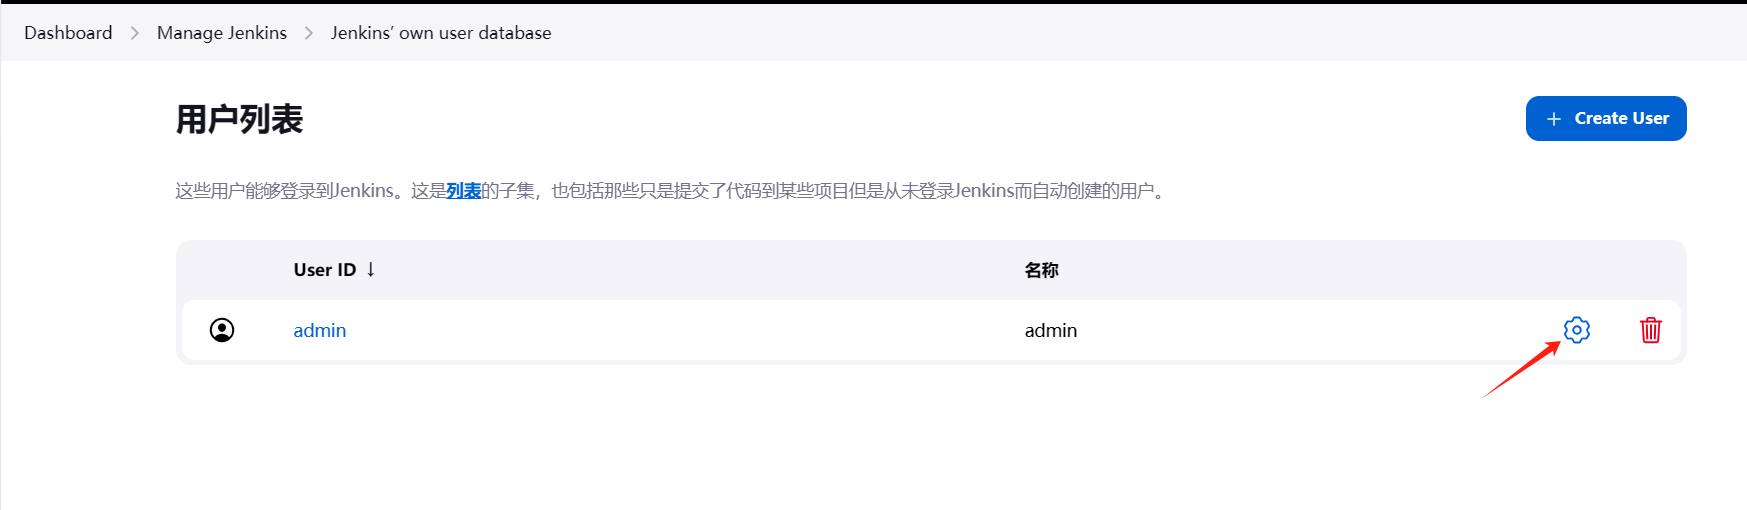 Dashboard > Manage Jenkins > Jenkins’ own user database
用户列表
+ Create User
这些用户能够登录到Jenkins。这是列表的子集，也包括那些只是提交了代码到某些项目但是从未登录Jenkins而自动创建的用户。
User ID ↓ 名称
admin admin